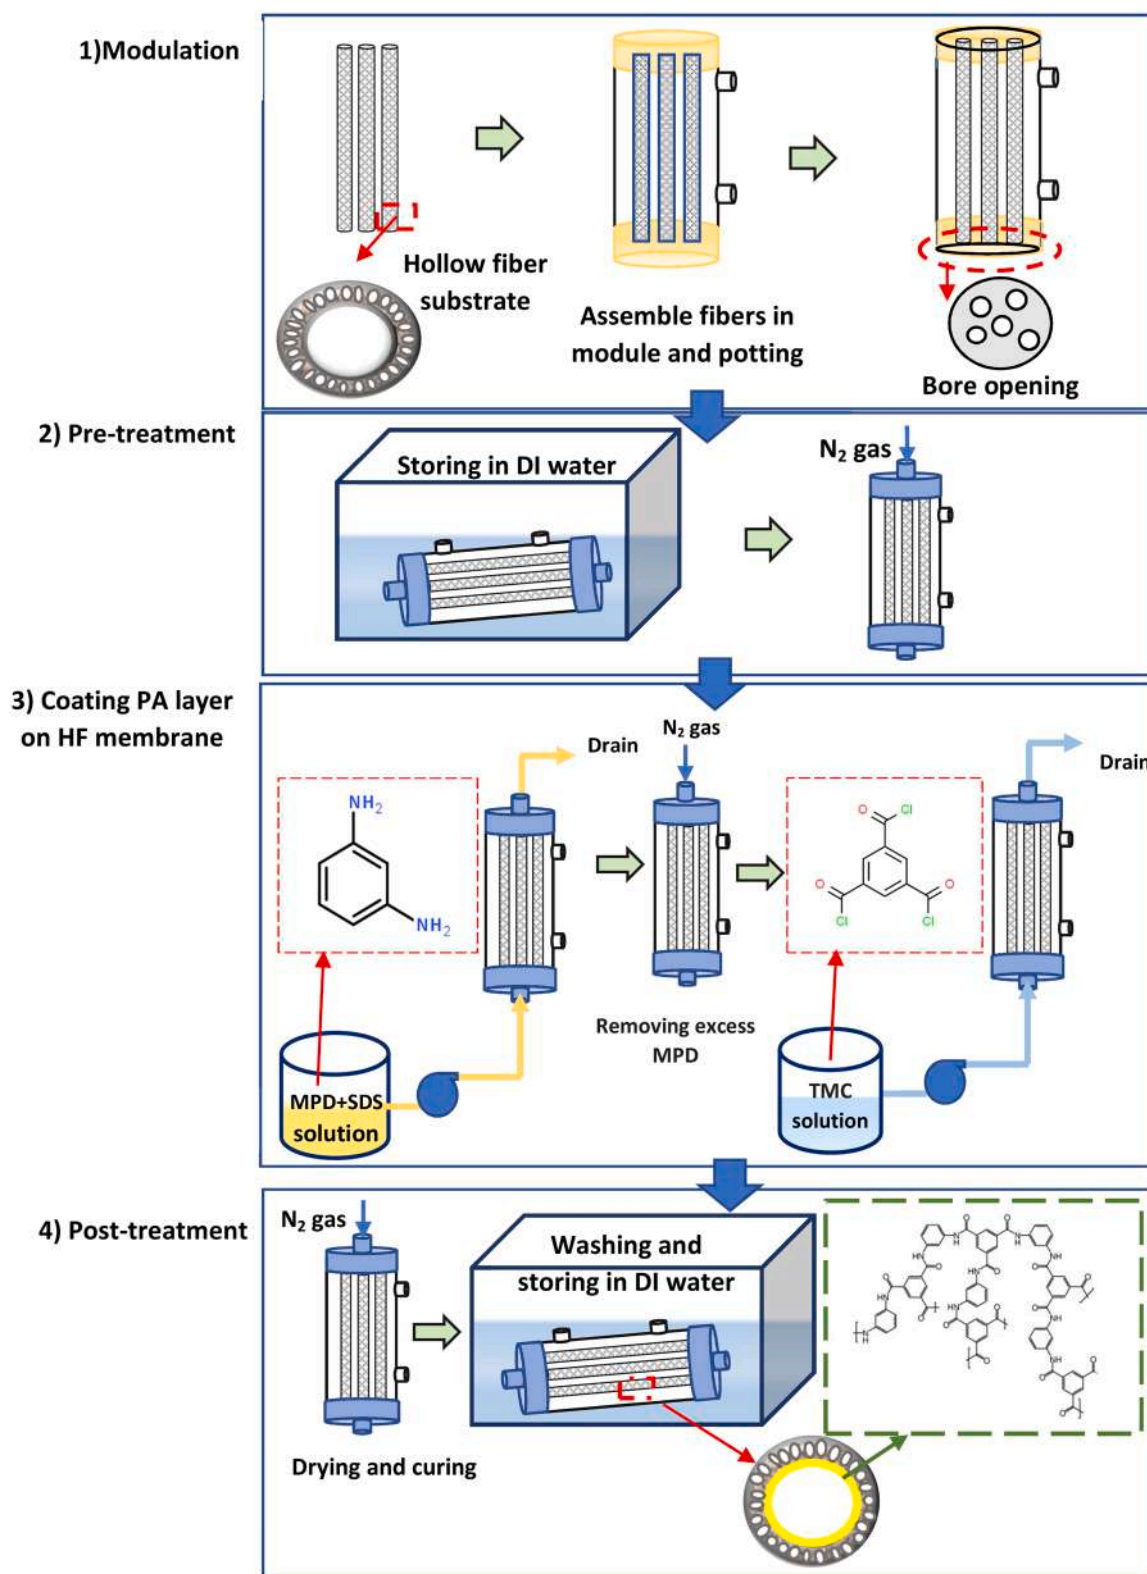 1)Modulation
Hollow fiber
substrate
Assemble fibers in
module and potting
Bore opening
2) Pre-treatment
Storing in DI water
N₂ gas
3) Coating PA layer
on HF membrane
Drain
N₂ gas
Drain
NH₂
NH₂
O
Cl
O
O
Cl
Cl
Removing excess
MPD
MPD+SDS
solution
TMC
solution
4) Post-treatment
N₂ gas
Washing and
storing in DI water
Drying and curing